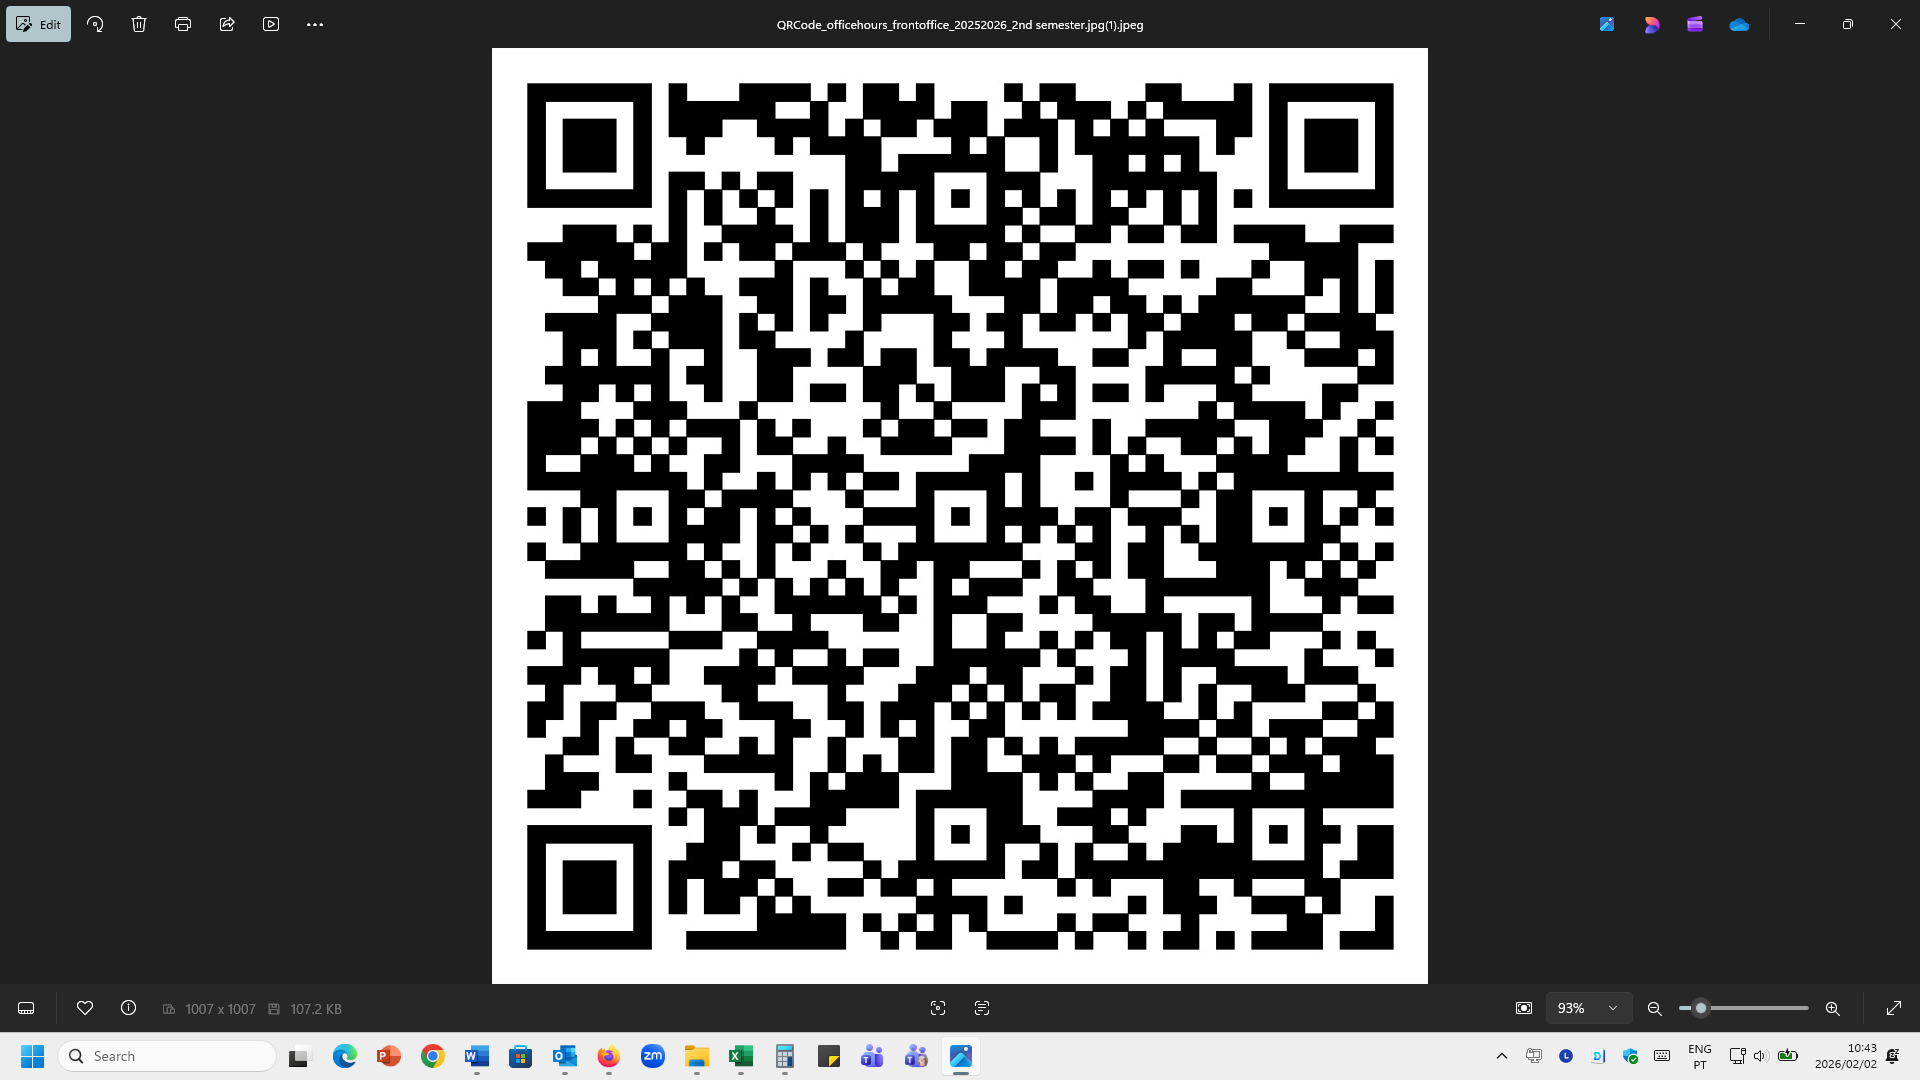 Edit
QRCode_officehours_frontoffice_20252026_2nd semester.jpg(1).jpeg
1007 x 1007
107.2 KB
93%
Search
P
W
zm
X
T
T
L
D
ENG
PT
10:43
2026/02/02